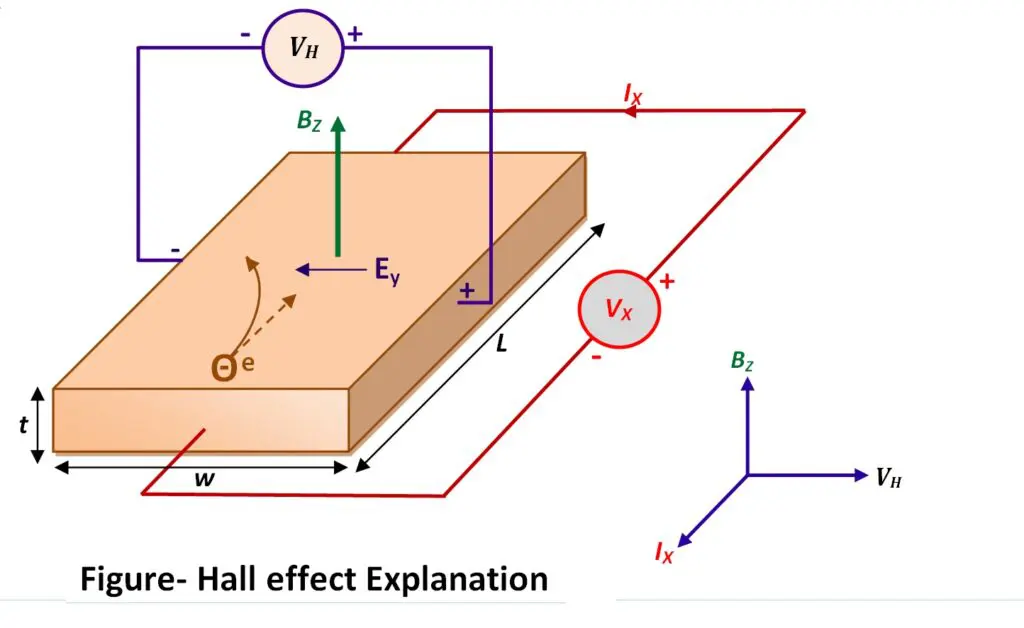 - V_H +
I_X
B_Z
-
E_y
+
V_X
+
-
L
Θ e
t
w
B_Z
V_H
I_X
Figure- Hall effect Explanation